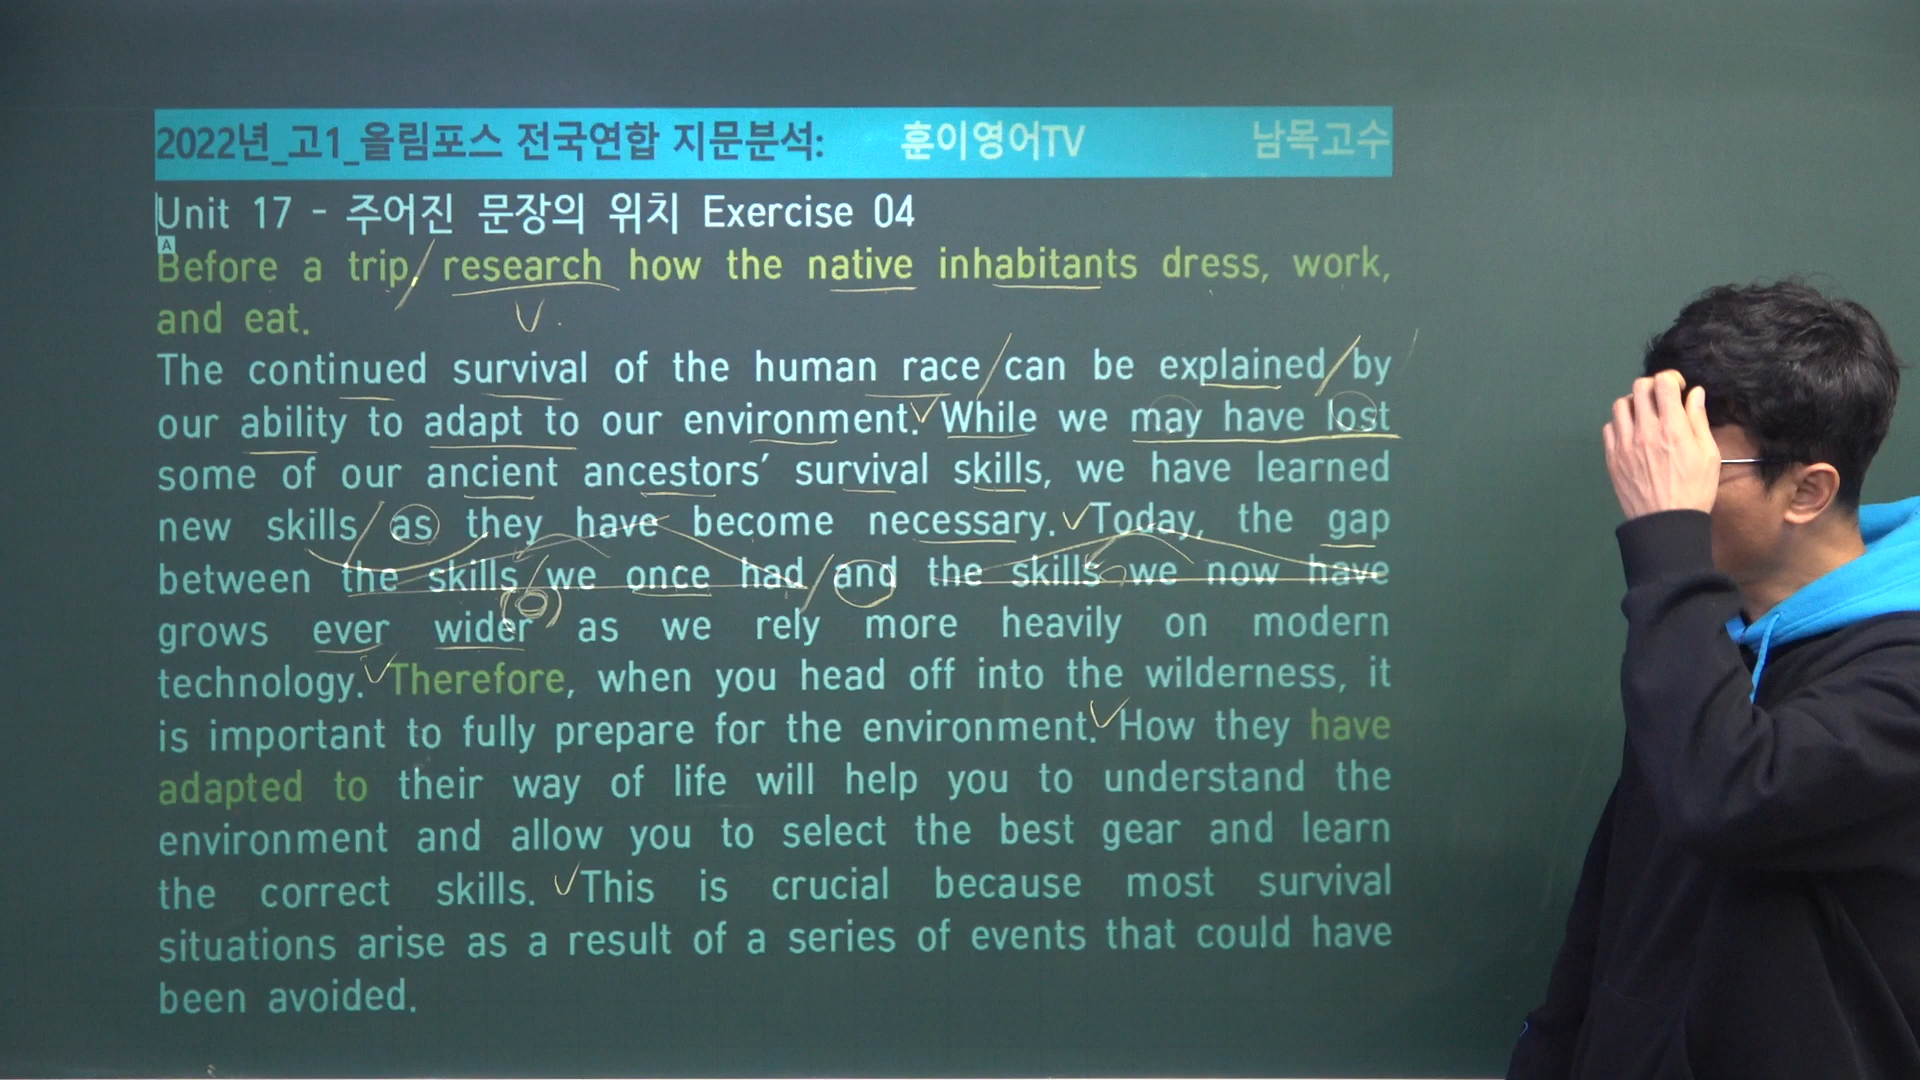 2022년_고1_올림포스 전국연합 지문분석: 훈이영어TV 남목고수
Unit 17 - 주어진 문장의 위치 Exercise 04
A
Before a trip, research how the native inhabitants dress, work,
and eat.
The continued survival of the human race can be explained by
our ability to adapt to our environment. While we may have lost
some of our ancient ancestors’ survival skills, we have learned
new skills as they have become necessary. Today, the gap
between the skills we once had and the skills we now have
grows ever wider as we rely more heavily on modern
technology. Therefore, when you head off into the wilderness, it
is important to fully prepare for the environment. How they have
adapted to their way of life will help you to understand the
environment and allow you to select the best gear and learn
the correct skills. This is crucial because most survival
situations arise as a result of a series of events that could have
been avoided.